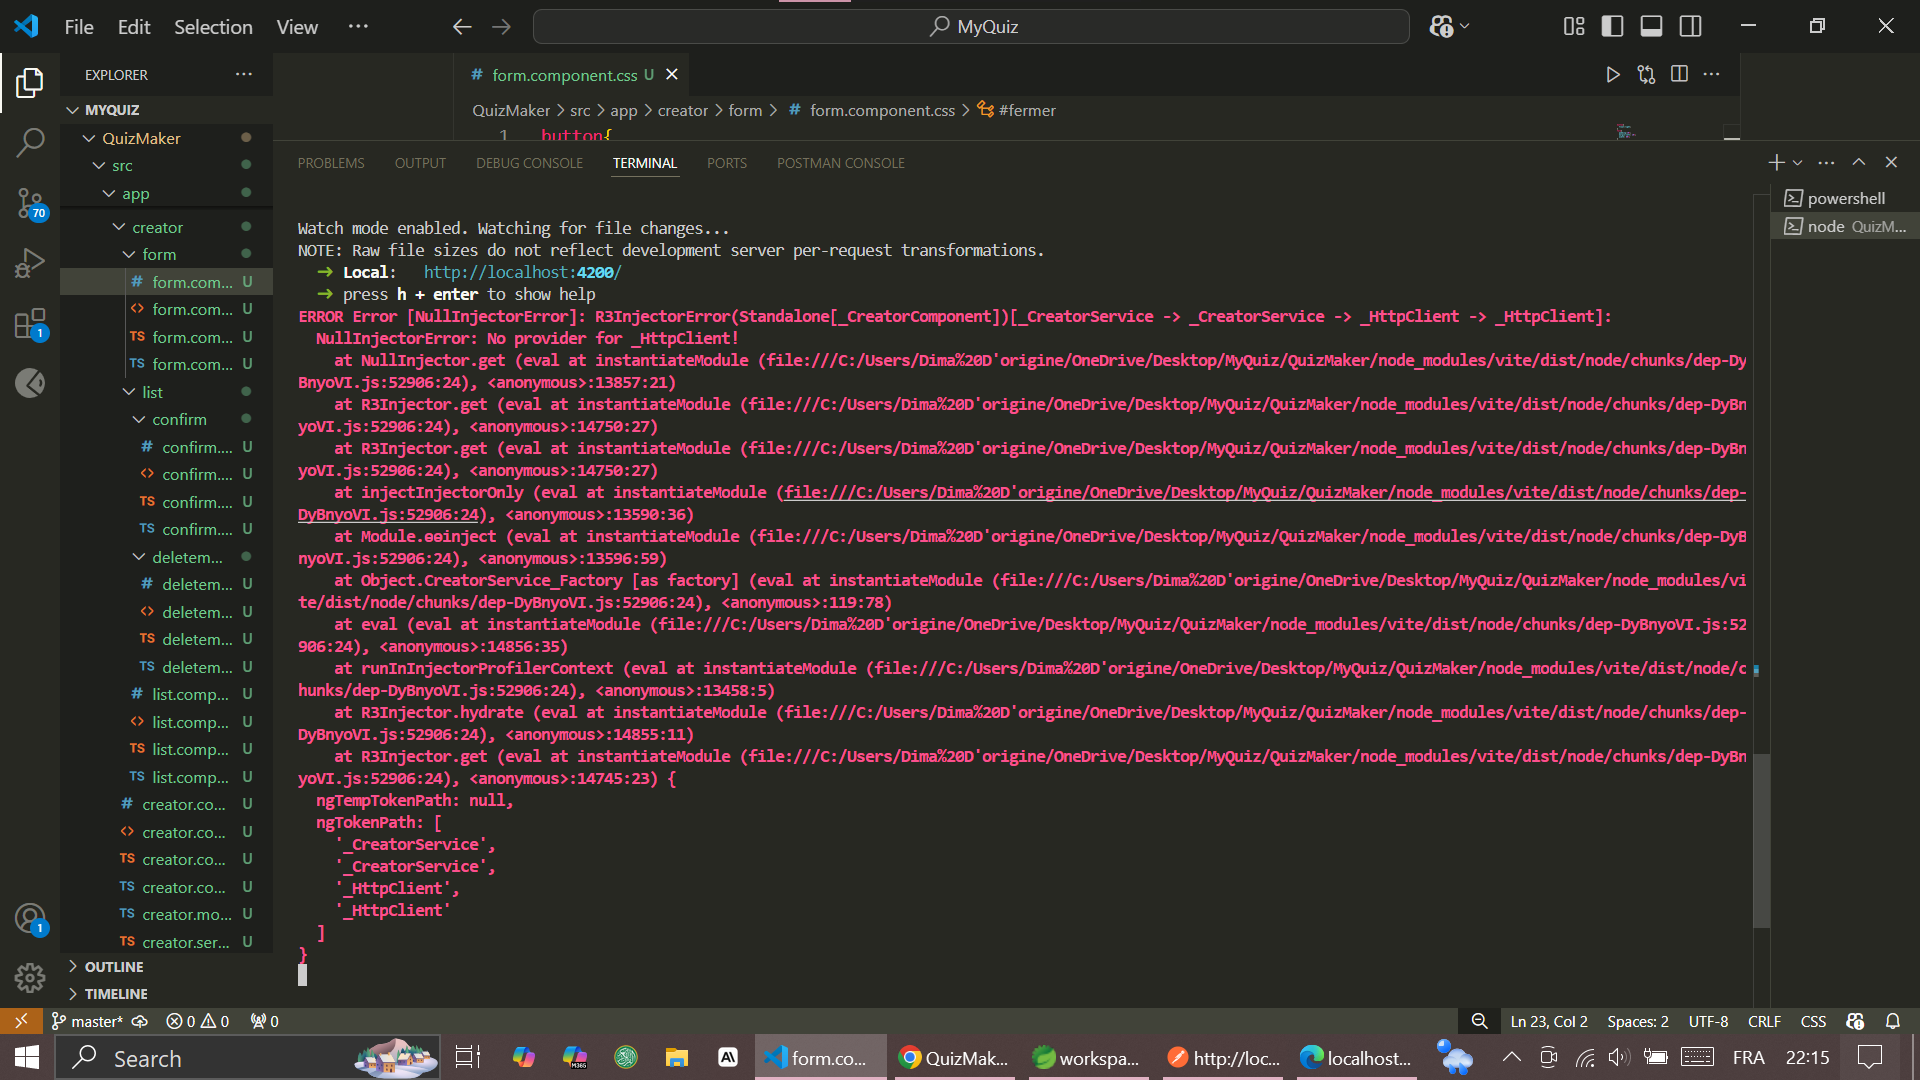 File Edit Selection View ···
MyQuiz
EXPLORER
MYQUIZ
QuizMaker
src
app
creator
form
form.com... U
form.com... U
form.com... U
form.com... U
list
confirm
confirm.... U
confirm.... U
confirm.... U
confirm.... U
deletem...
deletem... U
deletem... U
deletem... U
deletem... U
list.comp... U
list.comp... U
list.comp... U
list.comp... U
creator.co... U
creator.co... U
creator.co... U
creator.co... U
creator.mo... U
creator.ser... U
OUTLINE
TIMELINE
70
1
1
# form.component.css U
QuizMaker > src > app > creator > form > # form.component.css > #fermer
1 button{
PROBLEMS OUTPUT DEBUG CONSOLE TERMINAL PORTS POSTMAN CONSOLE
powershell
node QuizM...
Watch mode enabled. Watching for file changes...
NOTE: Raw file sizes do not reflect development server per-request transformations.
➜ Local: http://localhost:4200/
➜ press h + enter to show help
ERROR Error [NullInjectorError]: R3InjectorError(Standalone[_CreatorComponent])[_CreatorService -> _CreatorService -> _HttpClient -> _HttpClient]:
NullInjectorError: No provider for _HttpClient!
at NullInjector.get (eval at instantiateModule (file:///C:/Users/Dima%20D'origine/OneDrive/Desktop/MyQuiz/QuizMaker/node_modules/vite/dist/node/chunks/dep-Dy
BnyoVI.js:52906:24), <anonymous>:13857:21)
at R3Injector.get (eval at instantiateModule (file:///C:/Users/Dima%20D'origine/OneDrive/Desktop/MyQuiz/QuizMaker/node_modules/vite/dist/node/chunks/dep-DyBn
yoVI.js:52906:24), <anonymous>:14750:27)
at R3Injector.get (eval at instantiateModule (file:///C:/Users/Dima%20D'origine/OneDrive/Desktop/MyQuiz/QuizMaker/node_modules/vite/dist/node/chunks/dep-DyBn
yoVI.js:52906:24), <anonymous>:14750:27)
at injectInjectorOnly (eval at instantiateModule (file:///C:/Users/Dima%20D'origine/OneDrive/Desktop/MyQuiz/QuizMaker/node_modules/vite/dist/node/chunks/dep-
DyBnyoVI.js:52906:24), <anonymous>:13590:36)
at Module.ɵɵinject (eval at instantiateModule (file:///C:/Users/Dima%20D'origine/OneDrive/Desktop/MyQuiz/QuizMaker/node_modules/vite/dist/node/chunks/dep-DyB
nyoVI.js:52906:24), <anonymous>:13596:59)
at Object.CreatorService_Factory [as factory] (eval at instantiateModule (file:///C:/Users/Dima%20D'origine/OneDrive/Desktop/MyQuiz/QuizMaker/node_modules/vi
te/dist/node/chunks/dep-DyBnyoVI.js:52906:24), <anonymous>:119:78)
at eval (eval at instantiateModule (file:///C:/Users/Dima%20D'origine/OneDrive/Desktop/MyQuiz/QuizMaker/node_modules/vite/dist/node/chunks/dep-DyBnyoVI.js:52
906:24), <anonymous>:14856:35)
at runInInjectorProfilerContext (eval at instantiateModule (file:///C:/Users/Dima%20D'origine/OneDrive/Desktop/MyQuiz/QuizMaker/node_modules/vite/dist/node/c
hunks/dep-DyBnyoVI.js:52906:24), <anonymous>:13458:5)
at R3Injector.hydrate (eval at instantiateModule (file:///C:/Users/Dima%20D'origine/OneDrive/Desktop/MyQuiz/QuizMaker/node_modules/vite/dist/node/chunks/dep-
DyBnyoVI.js:52906:24), <anonymous>:14855:11)
at R3Injector.get (eval at instantiateModule (file:///C:/Users/Dima%20D'origine/OneDrive/Desktop/MyQuiz/QuizMaker/node_modules/vite/dist/node/chunks/dep-DyBn
yoVI.js:52906:24), <anonymous>:14745:23) {
ngTempTokenPath: null,
ngTokenPath: [
'_CreatorService',
'_CreatorService',
'_HttpClient',
'_HttpClient'
]
}
master* 0 0 0 Ln 23, Col 2 Spaces: 2 UTF-8 CRLF CSS
Search form.co... QuizMak... workspa... http://loc... localhost... FRA 22:15